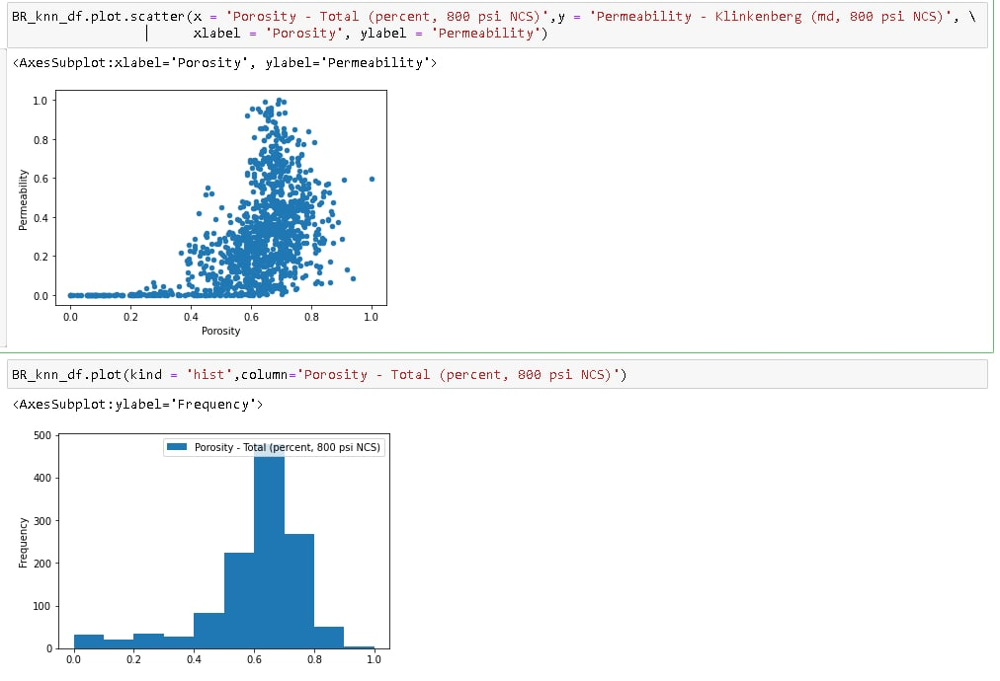 BR_knn_df.plot.scatter(x = 'Porosity - Total (percent, 800 psi NCS)',y = 'Permeability - Klinkenberg (md, 800 psi NCS)', \
xlabel = 'Porosity', ylabel = 'Permeability')
<AxesSubplot:xlabel='Porosity', ylabel='Permeability'>
1.0
0.8
0.6
0.4
0.2
0.0
Permeability
0.0 0.2 0.4 0.6 0.8 1.0
Porosity
BR_knn_df.plot(kind = 'hist',column='Porosity - Total (percent, 800 psi NCS)')
<AxesSubplot:ylabel='Frequency'>
Porosity - Total (percent, 800 psi NCS)
500
400
300
200
100
0
Frequency
0.0 0.2 0.4 0.6 0.8 1.0